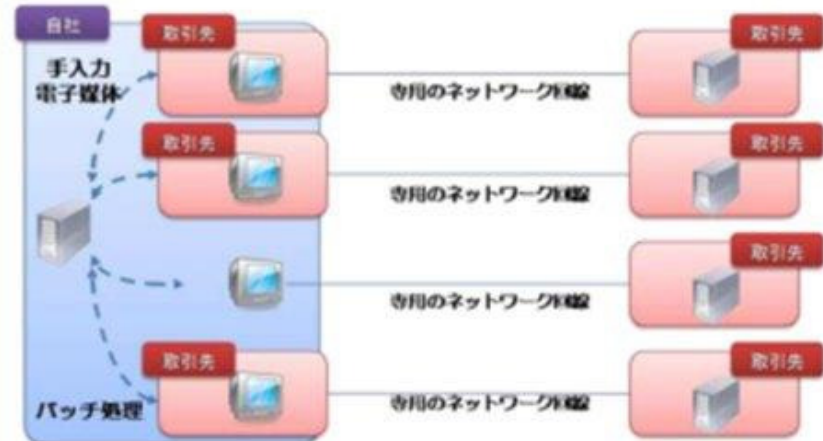 自社
取引先
取引先
手入力
電子媒体
専用のネットワーク回線
取引先
取引先
専用のネットワーク回線
取引先
専用のネットワーク回線
取引先
取引先
バッチ処理
専用のネットワーク回線